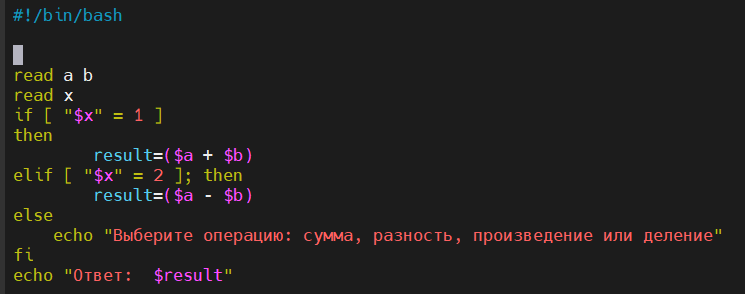 #!/bin/bash
read a b
read x
if [ "$x" = 1 ]
then
result=($a + $b)
elif [ "$x" = 2 ]; then
result=($a - $b)
else
echo "Выберите операцию: сумма, разность, произведение или деление"
fi
echo "Ответ:  $result"